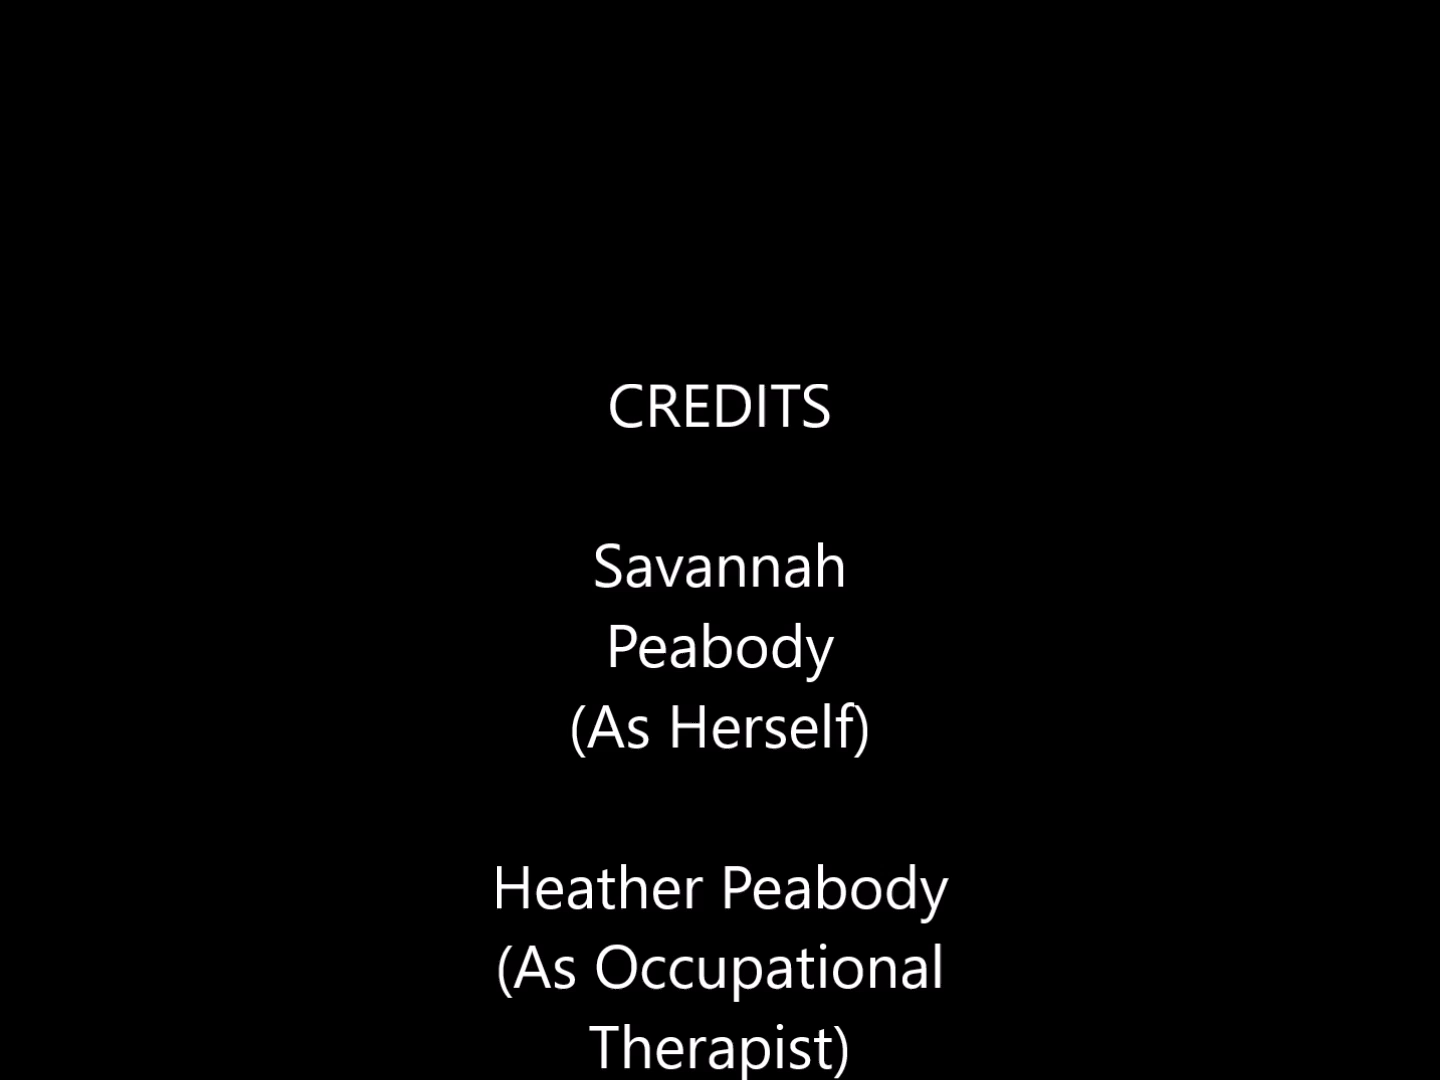 CREDITS
Savannah
Peabody
(As Herself)
Heather Peabody
(As Occupational
Therapist)